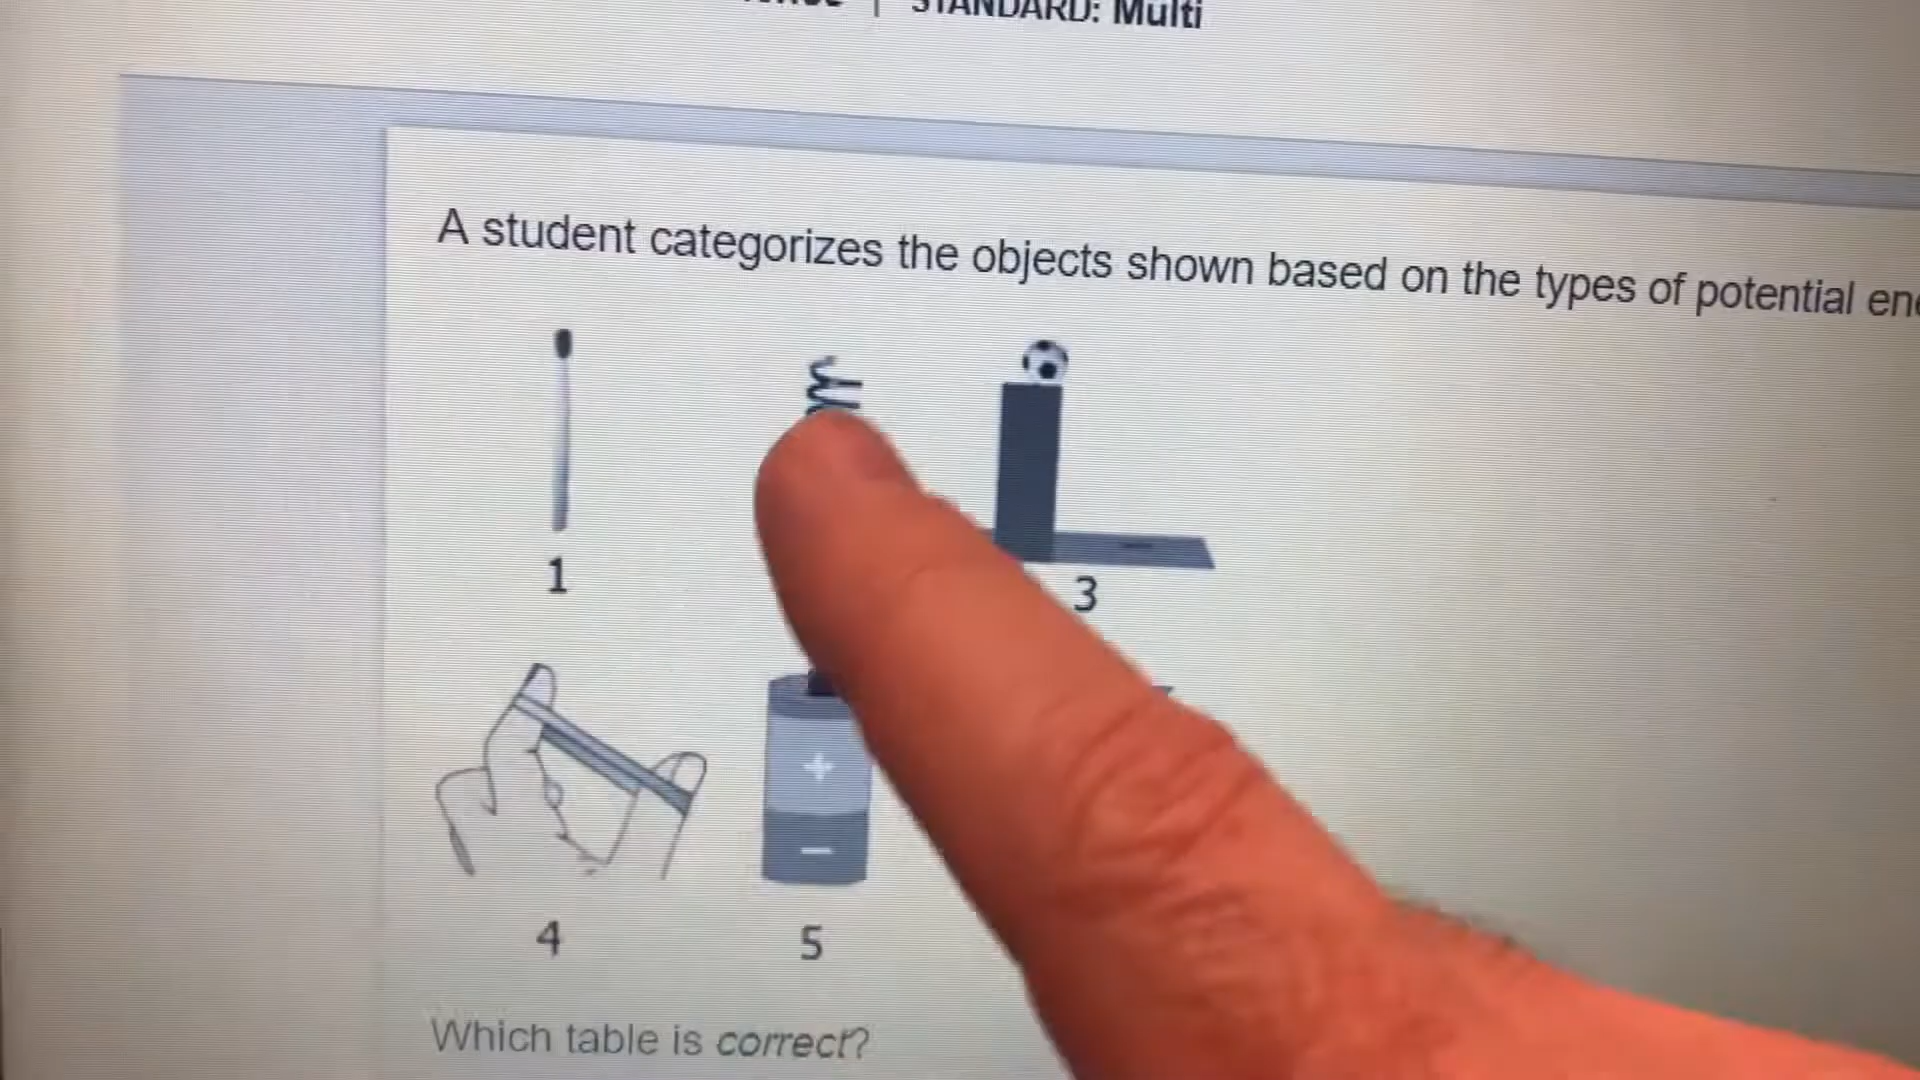 STANDARD: Multi
A student categorizes the objects shown based on the types of potential
1
3
+
−
4
5
Which table is correct?